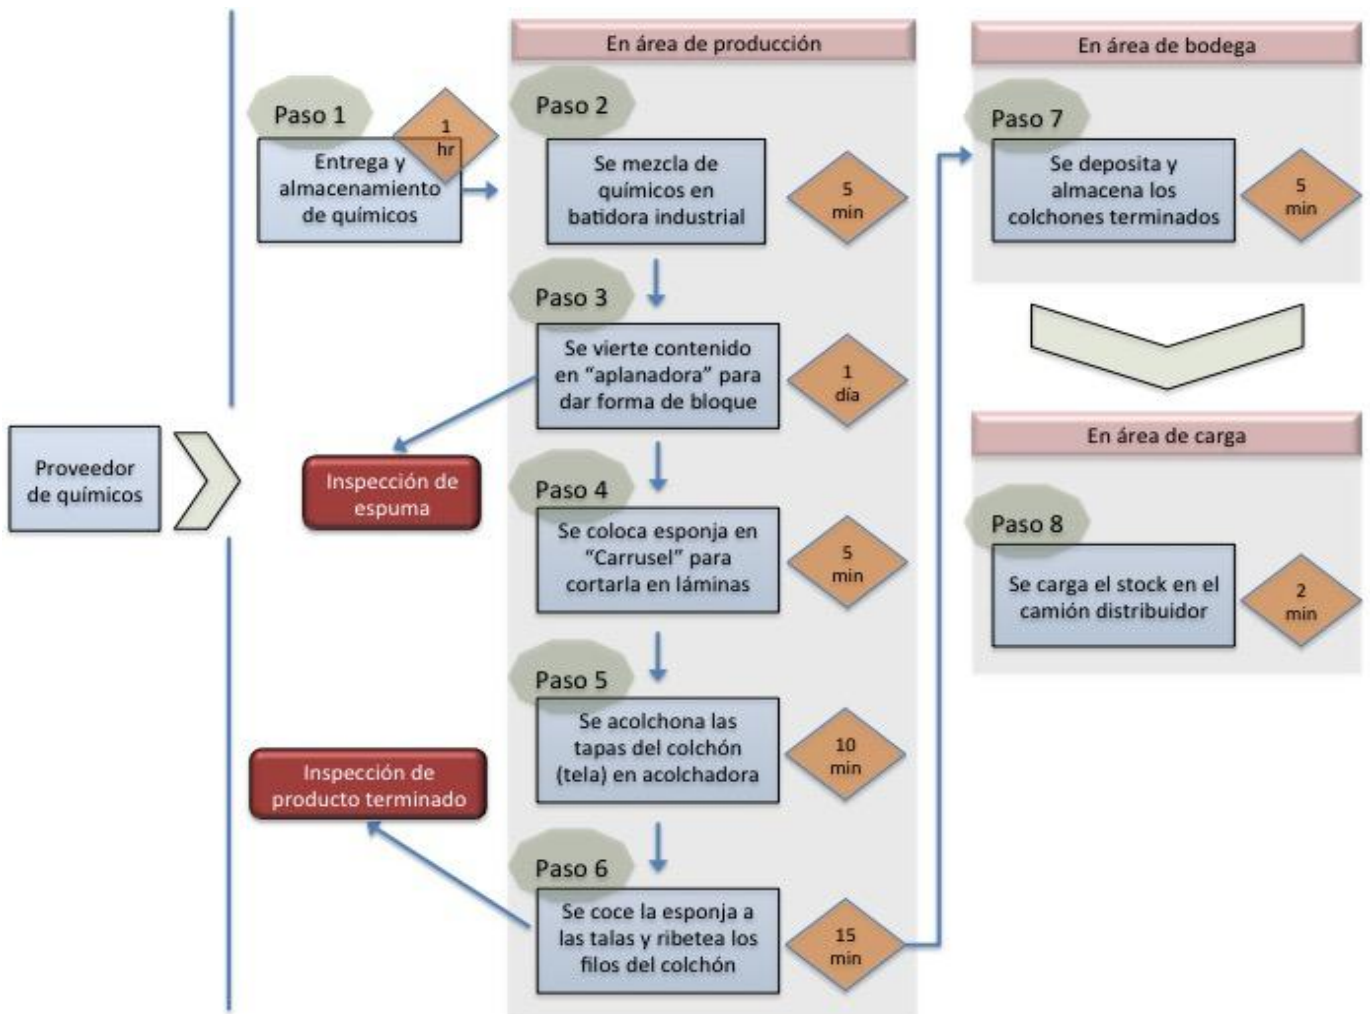 Proveedor
de químicos
Paso 1
1
hr
Entrega y
almacenamiento
de químicos
En área de producción
Paso 2
Se mezcla de
químicos en
batidora industrial
5
min
Paso 3
Se vierte contenido
en “aplanadora” para
dar forma de bloque
1
día
Inspección de
espuma
Paso 4
Se coloca esponja en
“Carrusel” para
cortarla en láminas
5
min
Paso 5
Se acolchona las
tapas del colchón
(tela) en acolchadora
10
min
Inspección de
producto terminado
Paso 6
Se coce la esponja a
las talas y ribetea los
filos del colchón
15
min
En área de bodega
Paso 7
Se deposita y
almacena los
colchones terminados
5
min
En área de carga
Paso 8
Se carga el stock en el
camión distribuidor
2
min